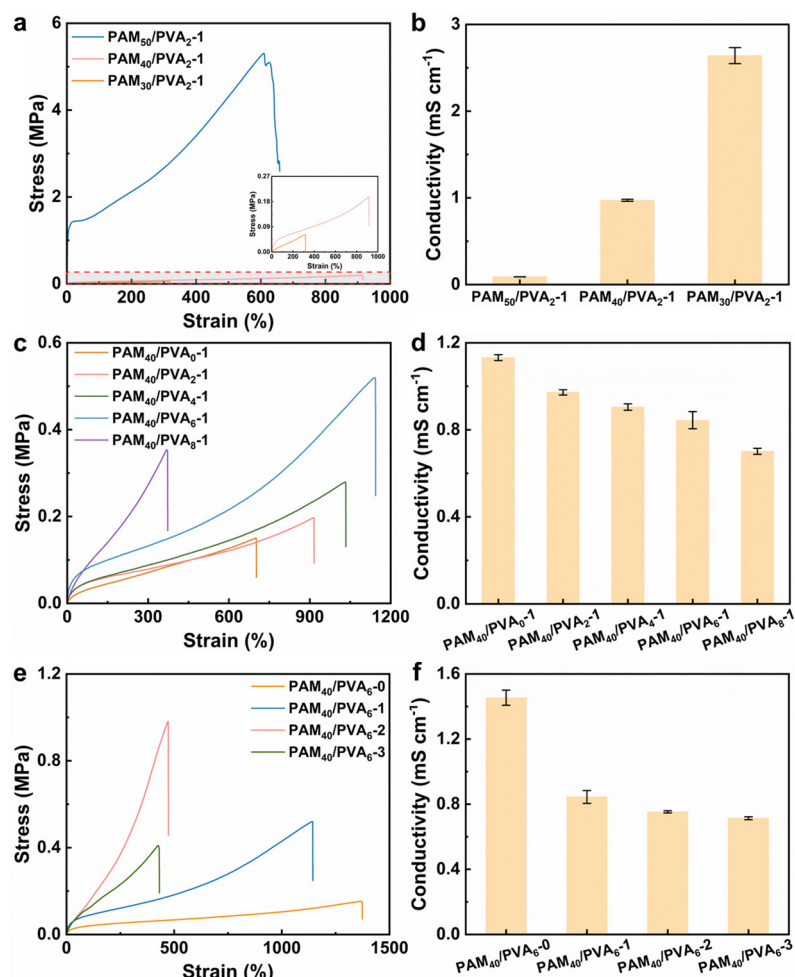 a
PAM₅₀/PVA₂-1
PAM₄₀/PVA₂-1
PAM₃₀/PVA₂-1
Stress (MPa)
6
4
2
0
0 200 400 600 800 1000
Strain (%)
Stress (MPa)
0.27
0.18
0.09
0.00
0 200 400 600 800 1000
Strain (%)
b
Conductivity (mS cm⁻¹)
3
2
1
0
PAM₅₀/PVA₂-1 PAM₄₀/PVA₂-1 PAM₃₀/PVA₂-1
c
PAM₄₀/PVA₀-1
PAM₄₀/PVA₂-1
PAM₄₀/PVA₄-1
PAM₄₀/PVA₆-1
PAM₄₀/PVA₈-1
Stress (MPa)
0.6
0.4
0.2
0.0
0 300 600 900 1200
Strain (%)
d
Conductivity (mS cm⁻¹)
1.2
0.8
0.4
0.0
PAM₄₀/PVA₀-1 PAM₄₀/PVA₂-1 PAM₄₀/PVA₄-1 PAM₄₀/PVA₆-1 PAM₄₀/PVA₈-1
e
PAM₄₀/PVA₆-0
PAM₄₀/PVA₆-1
PAM₄₀/PVA₆-2
PAM₄₀/PVA₆-3
Stress (MPa)
1.2
0.8
0.4
0.0
0 500 1000 1500
Strain (%)
f
Conductivity (mS cm⁻¹)
1.6
1.2
0.8
0.4
0.0
PAM₄₀/PVA₆-0 PAM₄₀/PVA₆-1 PAM₄₀/PVA₆-2 PAM₄₀/PVA₆-3